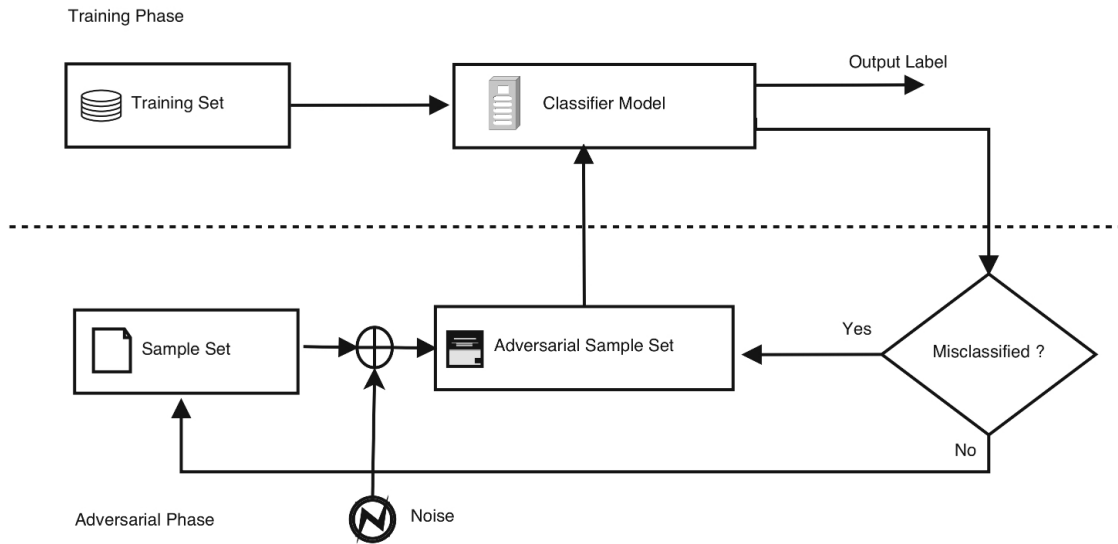 Training Phase
Output Label
Training Set
Classifier Model
Yes
Sample Set
Adversarial Sample Set
Misclassified ?
No
Adversarial Phase
Noise